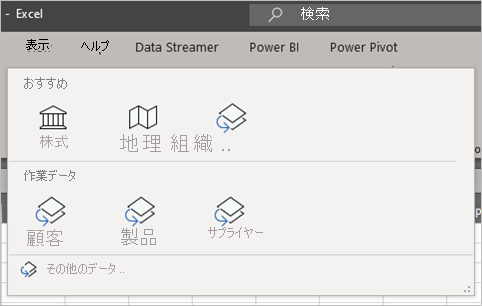 - Excel
検索
表示 ヘルプ Data Streamer Power BI Power Pivot
おすすめ
株式 地理 組織 ..
作業データ
顧客 製品 サプライヤー
その他のデータ ..